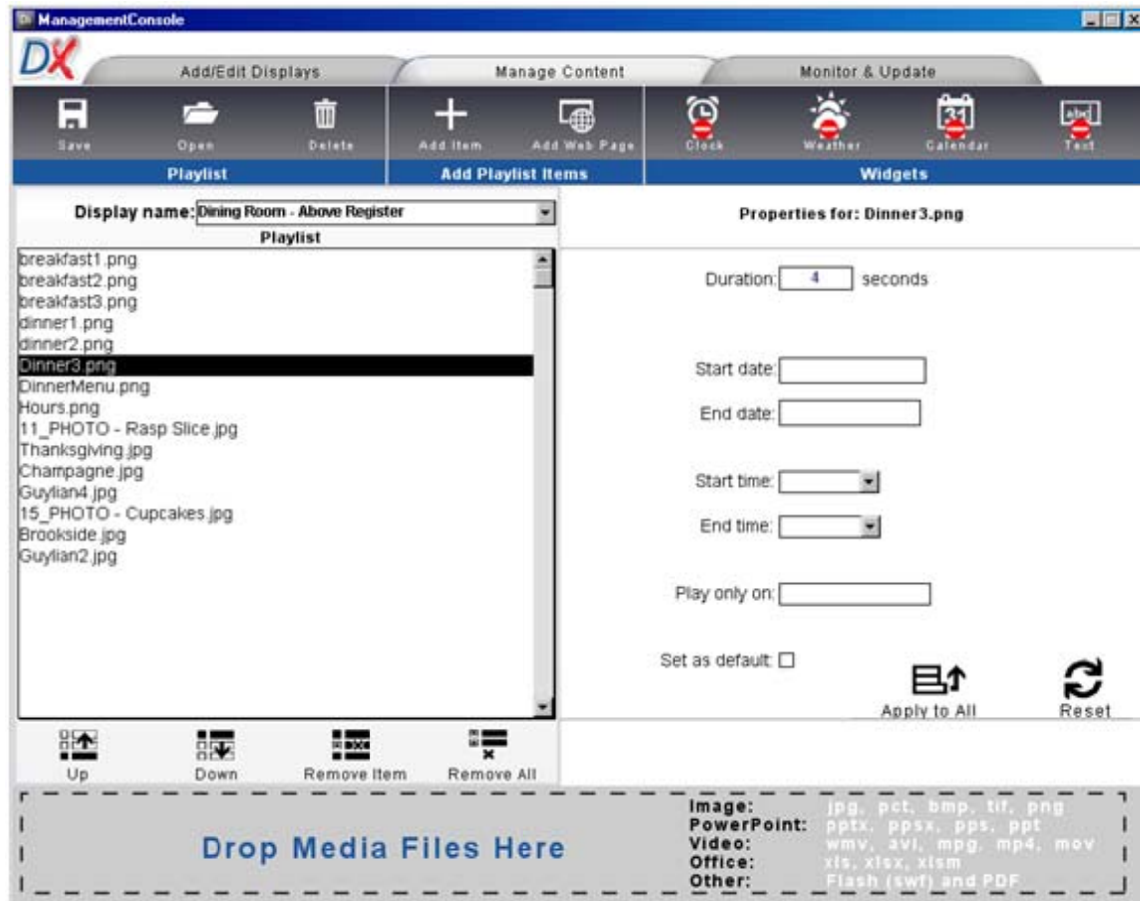 ManagementConsole
DX
Add/Edit Displays Manage Content Monitor & Update
Save Open Delete Add Item Add Web Page Clock Weather Calendar Text
31
abc
Playlist Add Playlist Items Widgets
Display name: Dining Room - Above Register
Properties for: Dinner3.png
Playlist
breakfast1.png
breakfast2.png
breakfast3.png
dinner1.png
dinner2.png
Dinner3.png
DinnerMenu.png
Hours.png
11_PHOTO - Rasp Slice.jpg
Thanksgiving.jpg
Champagne.jpg
Guylian4.jpg
15_PHOTO - Cupcakes.jpg
Brookside.jpg
Guylian2.jpg
Duration: 4 seconds
Start date:
End date:
Start time:
End time:
Play only on:
Set as default:
Apply to All Reset
Up Down Remove Item Remove All
Drop Media Files Here
Image: jpg, pct, bmp, tif, png
PowerPoint: pptx, ppsx, pps, ppt
Video: wmv, avi, mpg, mp4, mov
Office: xls, xlsx, xlsm
Other: Flash (swf) and PDF